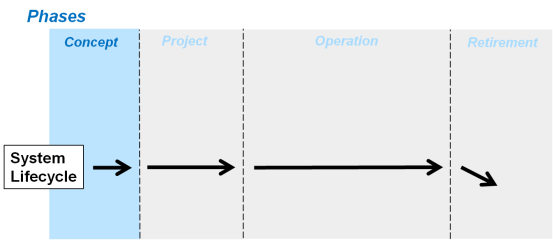 Phases
Concept
Project
Operation
Retirement
System
Lifecycle